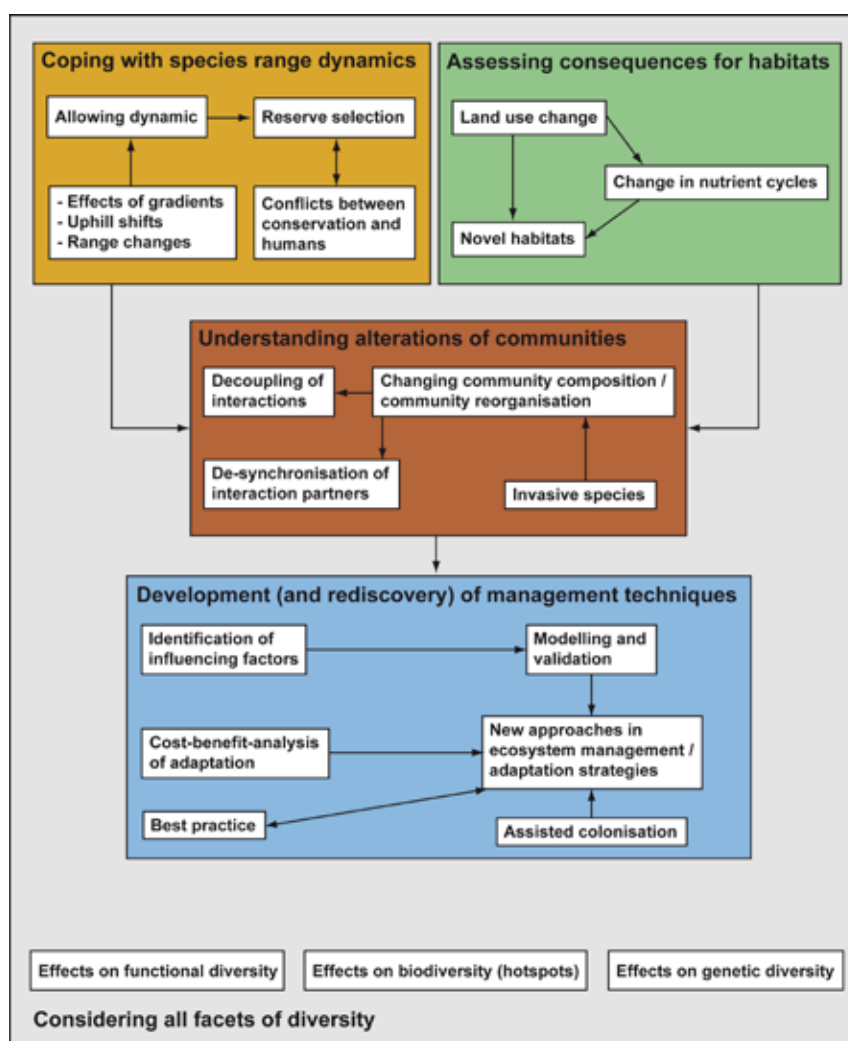 Coping with species range dynamics
Allowing dynamic
Reserve selection
- Effects of gradients
- Uphill shifts
- Range changes
Conflicts between
conservation and
humans
Assessing consequences for habitats
Land use change
Change in nutrient cycles
Novel habitats
Understanding alterations of communities
Decoupling of
interactions
Changing community composition /
community reorganisation
De-synchronisation of
interaction partners
Invasive species
Development (and rediscovery) of management techniques
Identification of
influencing factors
Modelling and
validation
Cost-benefit-analysis
of adaptation
New approaches in
ecosystem management /
adaptation strategies
Best practice
Assisted colonisation
Effects on functional diversity
Effects on biodiversity (hotspots)
Effects on genetic diversity
Considering all facets of diversity